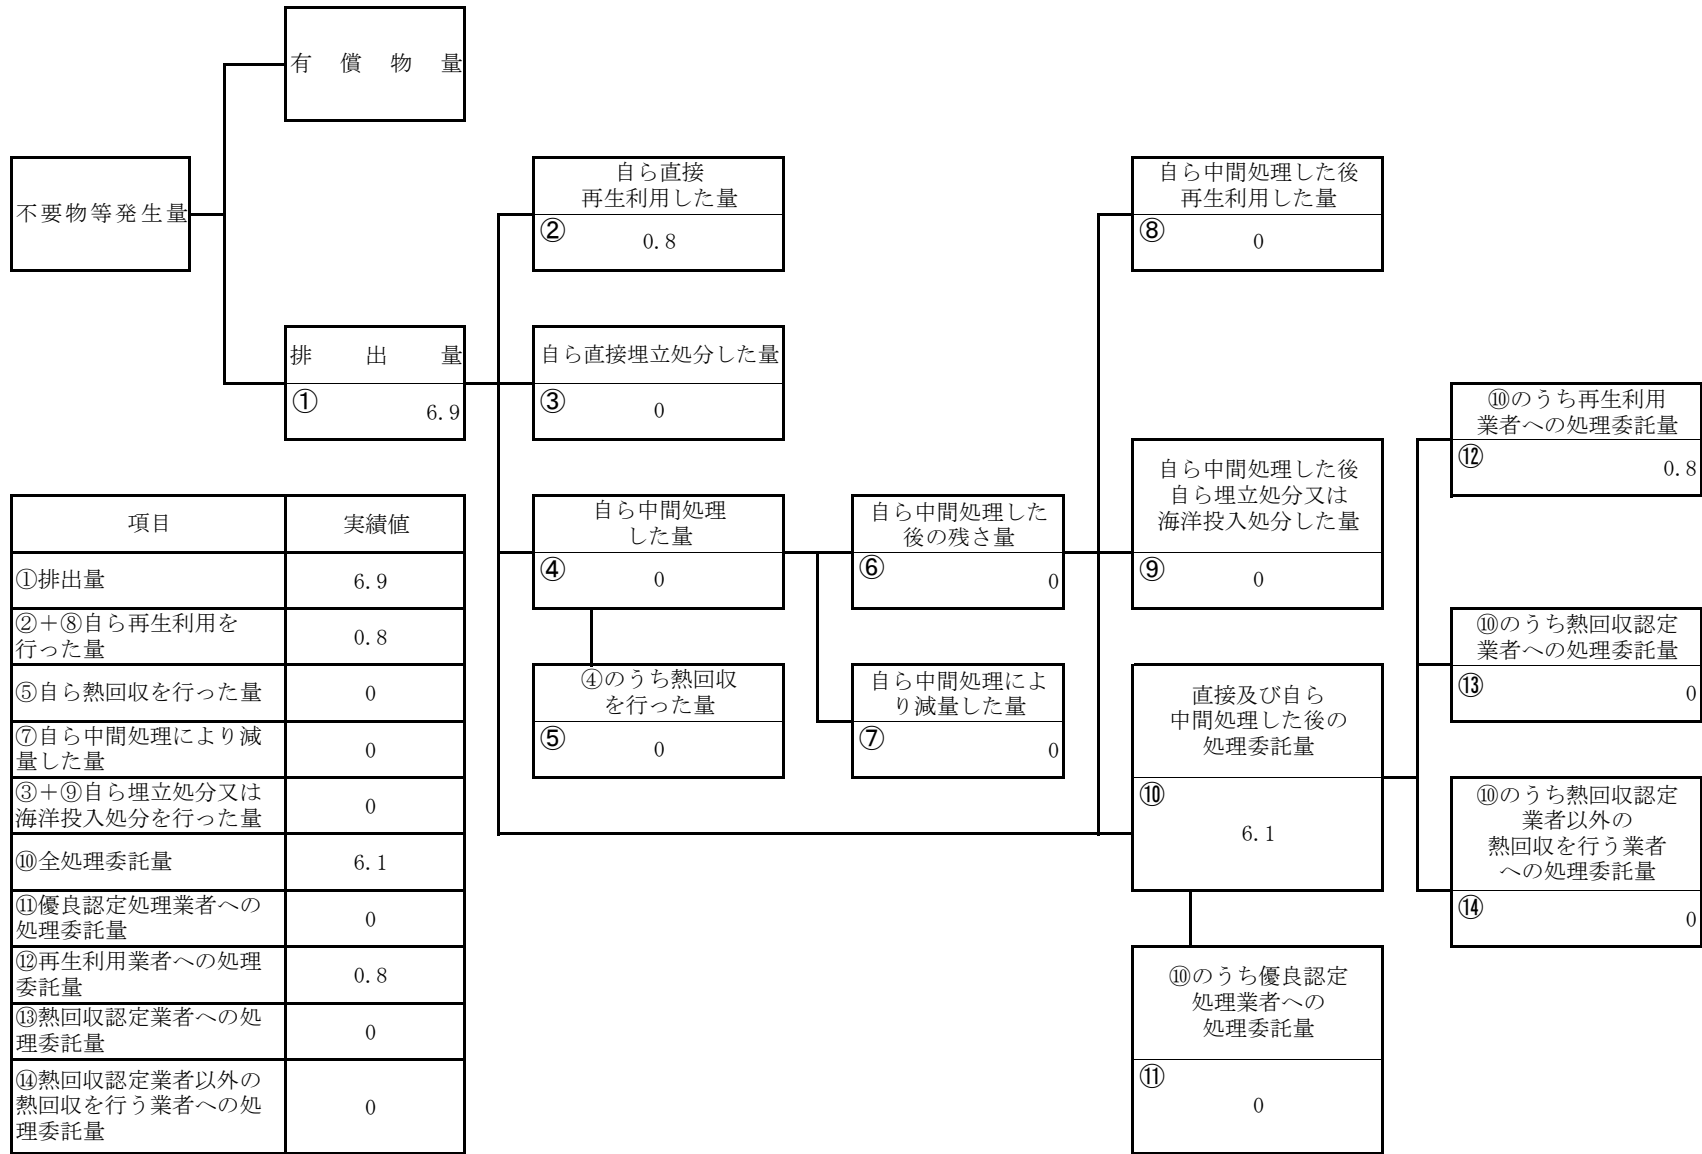 有償物量
不要物等発生量
排出量
①
6.9
自ら直接
再生利用した量
②
0.8
自ら直接埋立処分した量
③
0
自ら中間処理
した量
④
0
④のうち熱回収
を行った量
⑤
0
自ら中間処理した
後の残さ量
⑥
0
自ら中間処理によ
り減量した量
⑦
0
自ら中間処理した後
再生利用した量
⑧
0
自ら中間処理した後
自ら埋立処分又は
海洋投入処分した量
⑨
0
直接及び自ら
中間処理した後の
処理委託量
⑩
6.1
⑩のうち優良認定
処理業者への
処理委託量
⑪
0
⑩のうち再生利用
業者への処理委託量
⑫
0.8
⑩のうち熱回収認定
業者への処理委託量
⑬
0
⑩のうち熱回収認定
業者以外の
熱回収を行う業者
への処理委託量
⑭
0
項目 実績値
①排出量 6.9
②＋⑧自ら再生利用を
行った量 0.8
⑤自ら熱回収を行った量 0
⑦自ら中間処理により減
量した量 0
③＋⑨自ら埋立処分又は
海洋投入処分を行った量 0
⑩全処理委託量 6.1
⑪優良認定処理業者への
処理委託量 0
⑫再生利用業者への処理
委託量 0.8
⑬熱回収認定業者への処
理委託量 0
⑭熱回収認定業者以外の
熱回収を行う業者への処
理委託量 0